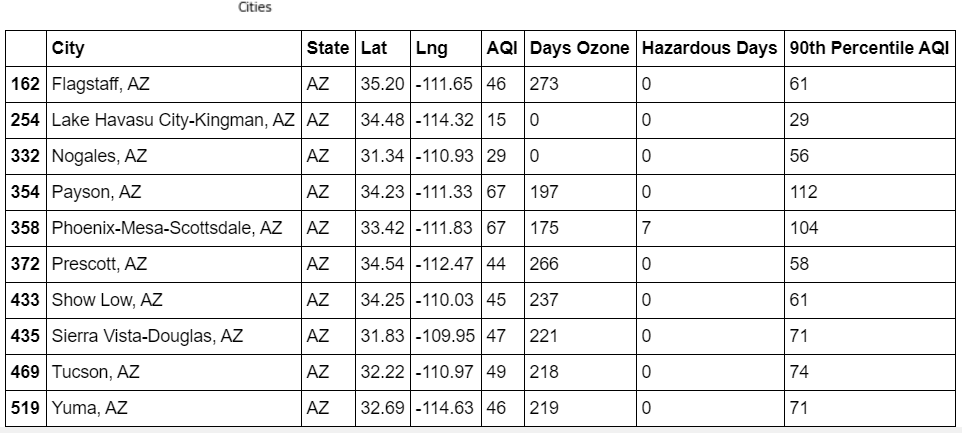 Cities
City State Lat Lng AQI Days Ozone Hazardous Days 90th Percentile AQI
162 Flagstaff, AZ AZ 35.20 -111.65 46 273 0 61
254 Lake Havasu City-Kingman, AZ AZ 34.48 -114.32 15 0 0 29
332 Nogales, AZ AZ 31.34 -110.93 29 0 0 56
354 Payson, AZ AZ 34.23 -111.33 67 197 0 112
358 Phoenix-Mesa-Scottsdale, AZ AZ 33.42 -111.83 67 175 7 104
372 Prescott, AZ AZ 34.54 -112.47 44 266 0 58
433 Show Low, AZ AZ 34.25 -110.03 45 237 0 61
435 Sierra Vista-Douglas, AZ AZ 31.83 -109.95 47 221 0 71
469 Tucson, AZ AZ 32.22 -110.97 49 218 0 74
519 Yuma, AZ AZ 32.69 -114.63 46 219 0 71